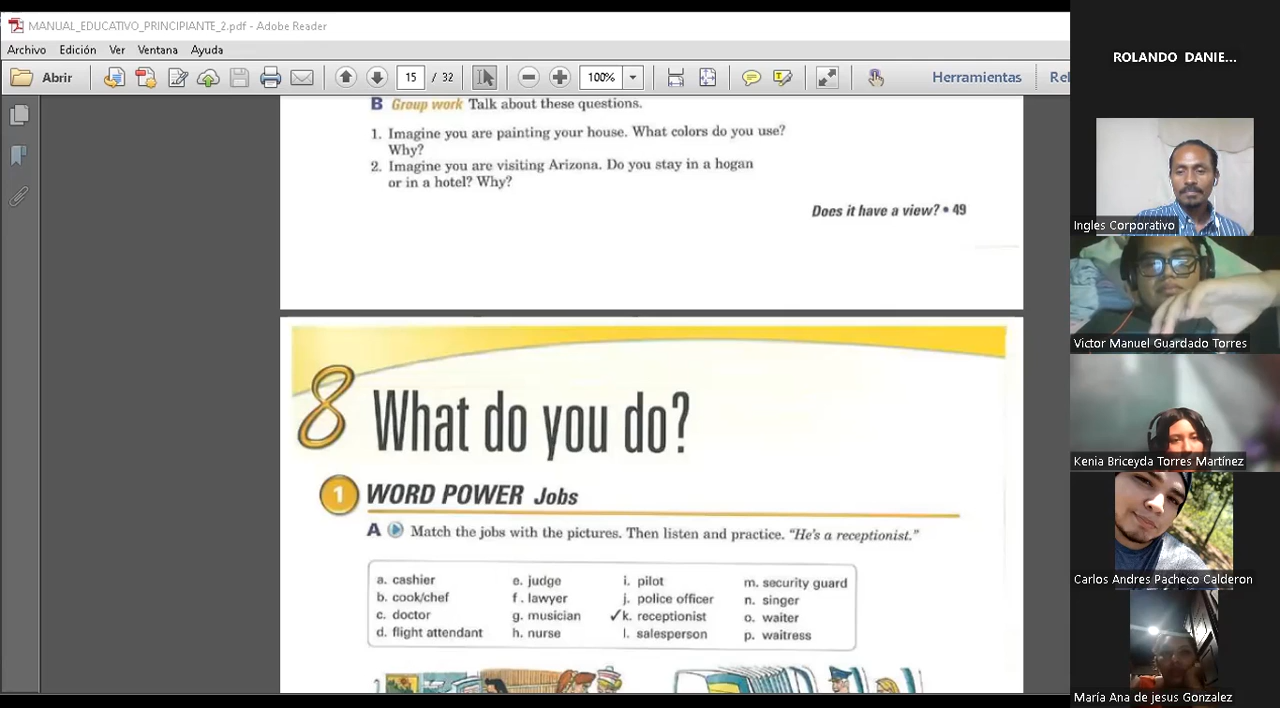 MANUAL_EDUCATIVO_PRINCIPIANTE_2.pdf - Adobe Reader
Archivo Edición Ver Ventana Ayuda
Abrir 15 / 32 100% Herramientas Rel
B Group work Talk about these questions.
1. Imagine you are painting your house. What colors do you use?
Why?
2. Imagine you are visiting Arizona. Do you stay in a hogan
or in a hotel? Why?
Does it have a view? • 49
8 What do you do?
1 WORD POWER Jobs
A Match the jobs with the pictures. Then listen and practice. "He's a receptionist."
a. cashier e. judge i. pilot m. security guard
b. cook/chef f. lawyer j. police officer n. singer
c. doctor g. musician ✓k. receptionist o. waiter
d. flight attendant h. nurse l. salesperson p. waitress
ROLANDO DANIE...
Ingles Corporativo
Victor Manuel Guardado Torres
Kenia Briceyda Torres Martínez
Carlos Andres Pacheco Calderon
María Ana de jesus Gonzalez